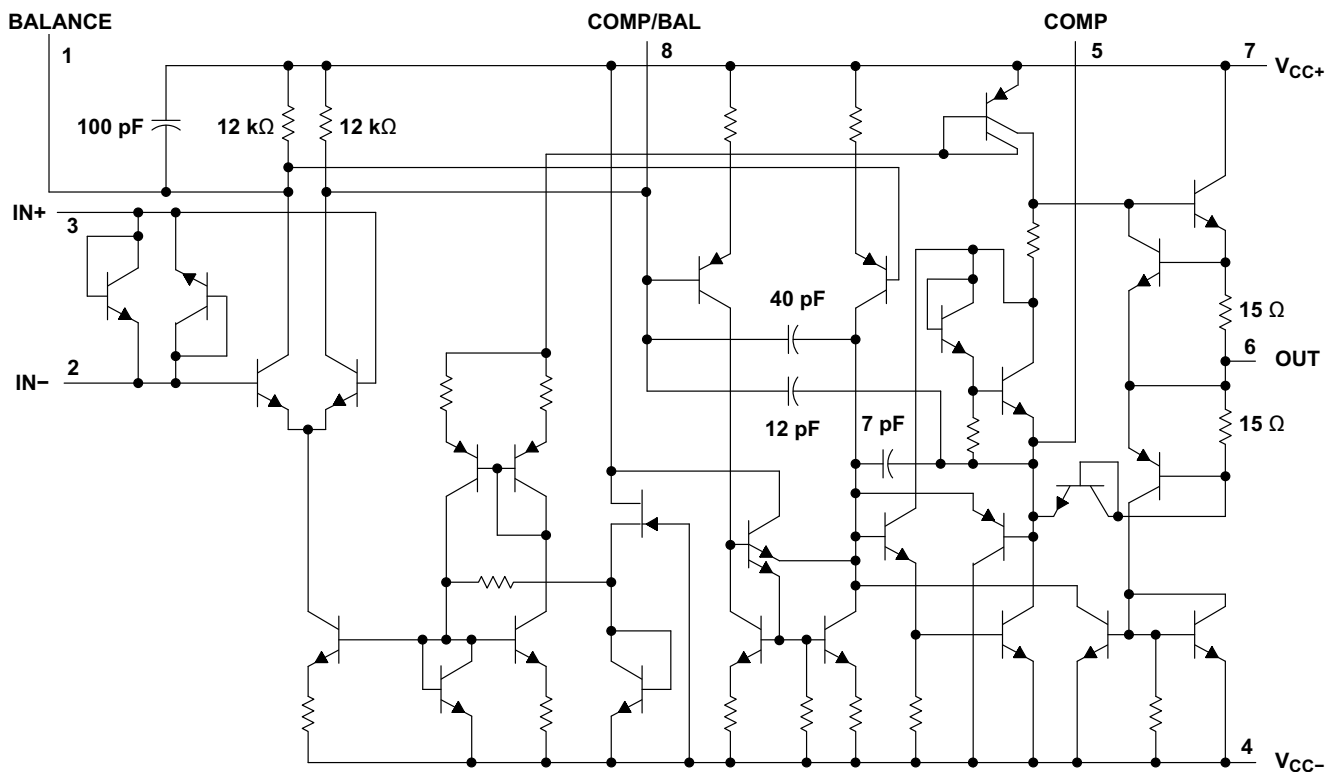 BALANCE
COMP/BAL
COMP
1
8
5
7
VCC+
100 pF
12 kΩ
12 kΩ
IN+
3
40 pF
15 Ω
6
OUT
2
IN−
12 pF
7 pF
15 Ω
4
VCC−